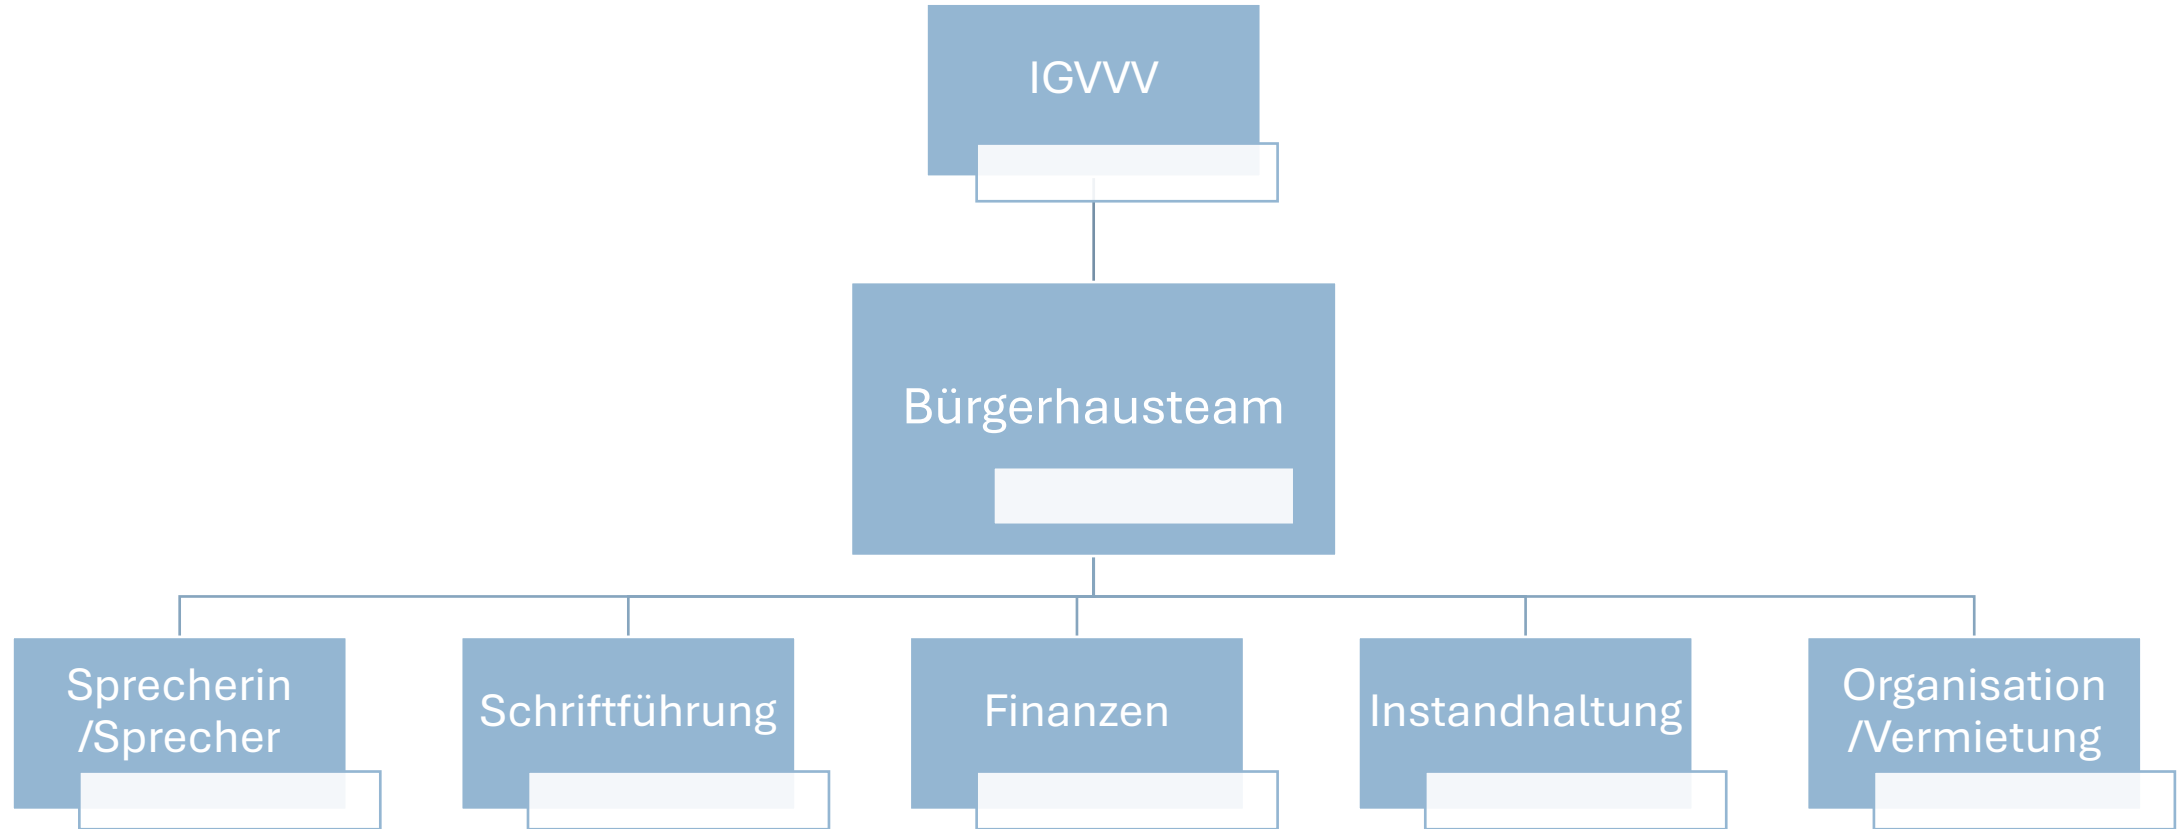 IGVVV
Bürgerhausteam
Sprecherin
/Sprecher
Schriftführung
Finanzen
Instandhaltung
Organisation
/Vermietung